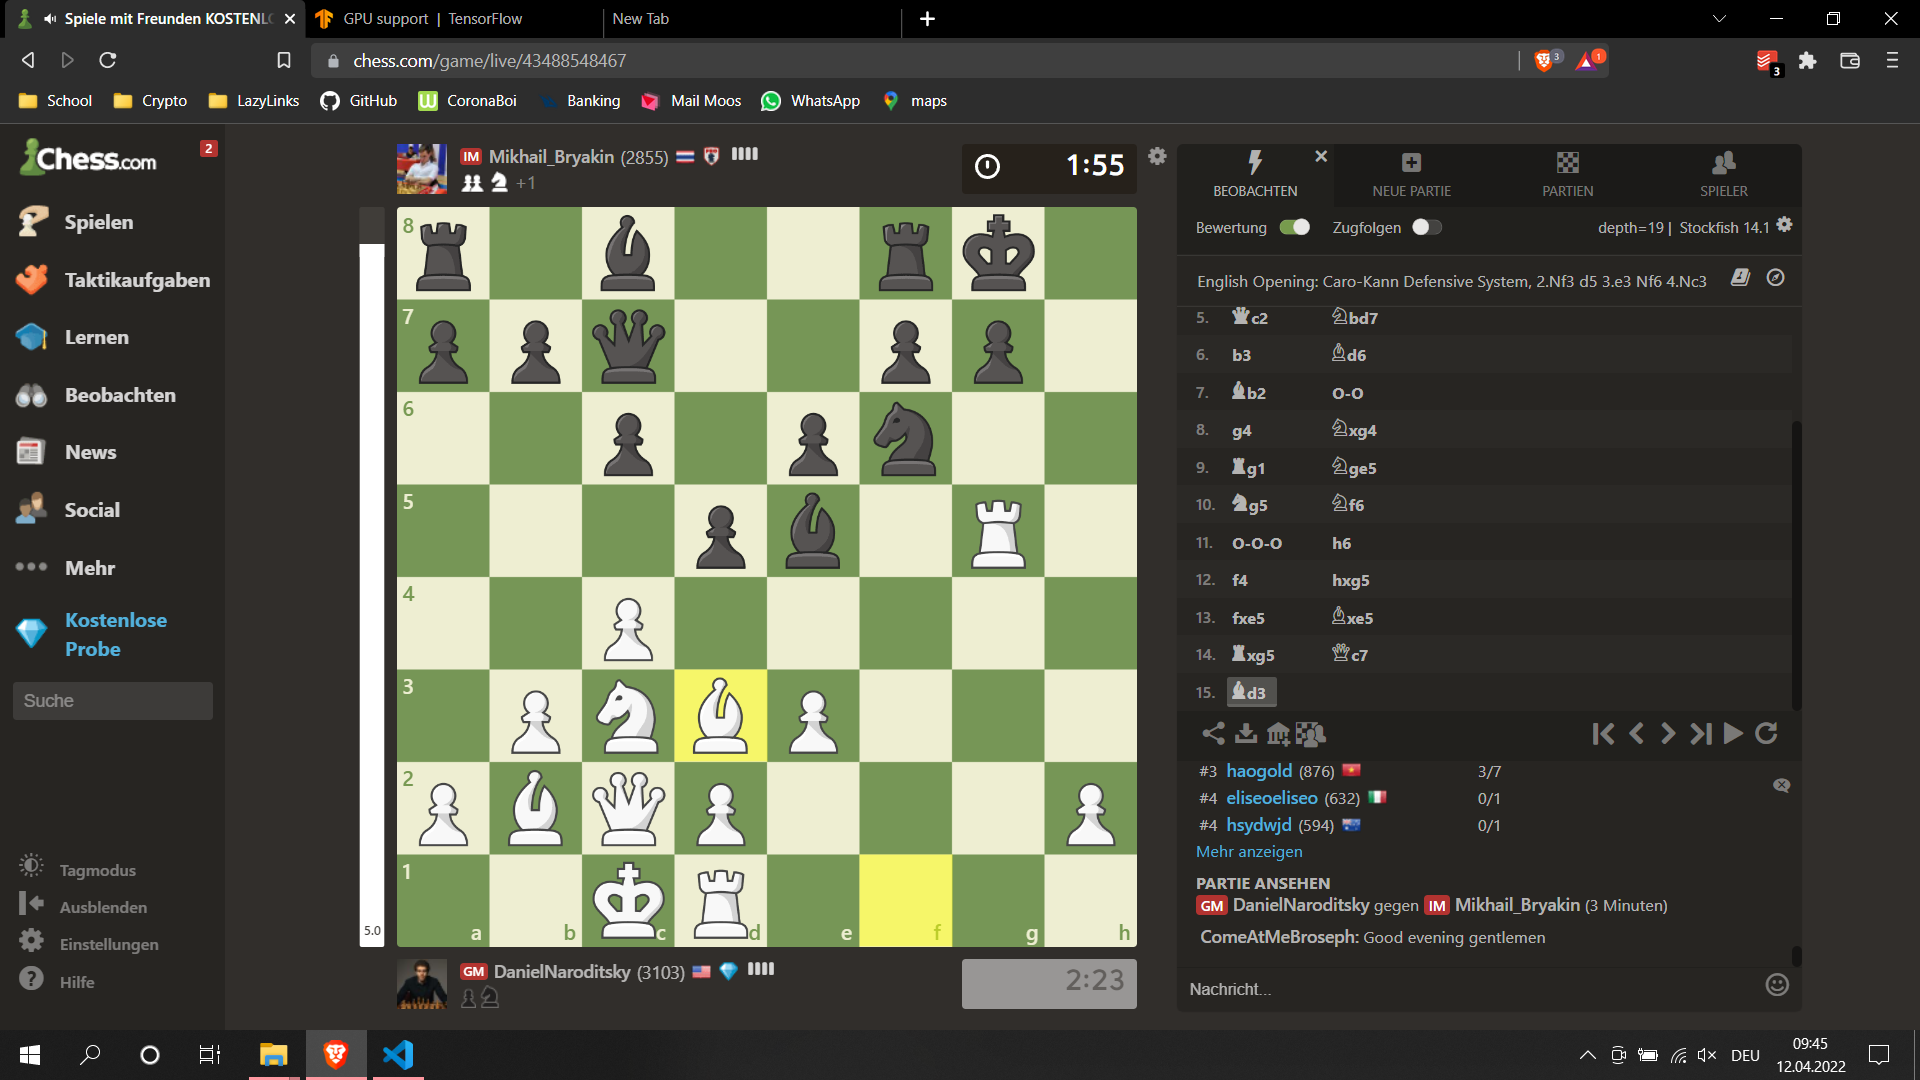 Spiele mit Freunden KOSTENLO
GPU support | TensorFlow
New Tab
chess.com/game/live/43488548467
3
1
3
School
Crypto
LazyLinks
GitHub
CoronaBoi
Banking
Mail Moos
WhatsApp
maps
Chess.com
2
Spielen
Taktikaufgaben
Lernen
Beobachten
News
Social
Mehr
Kostenlose
Probe
Suche
Tagmodus
Ausblenden
Einstellungen
Hilfe
IM Mikhail_Bryakin (2855)
+1
1:55
8
7
6
5
4
3
2
1
a b c d e f g h
5.0
GM DanielNaroditsky (3103)
2:23
BEOBACHTEN
NEUE PARTIE
PARTIEN
SPIELER
Bewertung
Zugfolgen
depth=19 | Stockfish 14.1
English Opening: Caro-Kann Defensive System, 2.Nf3 d5 3.e3 Nf6 4.Nc3
5. ♛c2 ♘bd7
6. b3 ♗d6
7. ♝b2 O-O
8. g4 ♘xg4
9. ♜g1 ♘ge5
10. ♞g5 ♘f6
11. O-O-O h6
12. f4 hxg5
13. fxe5 ♗xe5
14. ♜xg5 ♕c7
15. ♝d3
#3 haogold (876) 3/7
#4 eliseoeliseo (632) 0/1
#4 hsydwjd (594) 0/1
Mehr anzeigen
PARTIE ANSEHEN
GM DanielNaroditsky gegen IM Mikhail_Bryakin (3 Minuten)
ComeAtMeBroseph: Good evening gentlemen
Nachricht...
DEU
09:45
12.04.2022